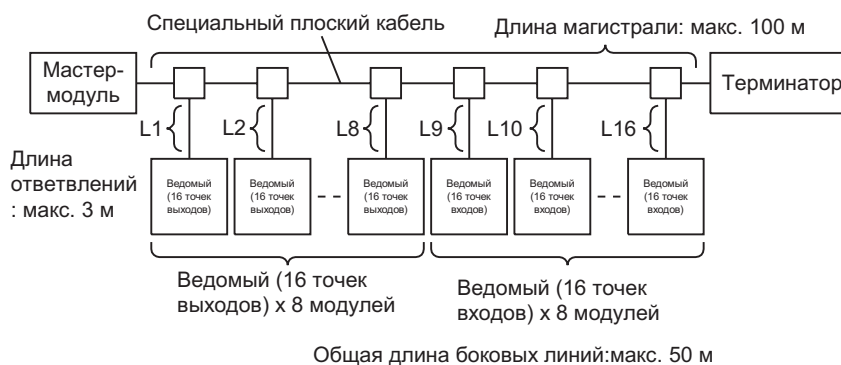 Специальный плоский кабель
Длина магистрали: макс. 100 м
Мастер-
модуль
Терминатор
L1
L2
L8
L9
L10
L16
Длина
ответвлений
: макс. 3 м
Ведомый
(16 точек
выходов)
Ведомый
(16 точек
выходов)
Ведомый
(16 точек
выходов)
Ведомый
(16 точек
входов)
Ведомый
(16 точек
входов)
Ведомый
(16 точек
входов)
Ведомый (16 точек
выходов) x 8 модулей
Ведомый (16 точек
входов) x 8 модулей
Общая длина боковых линий:макс. 50 м